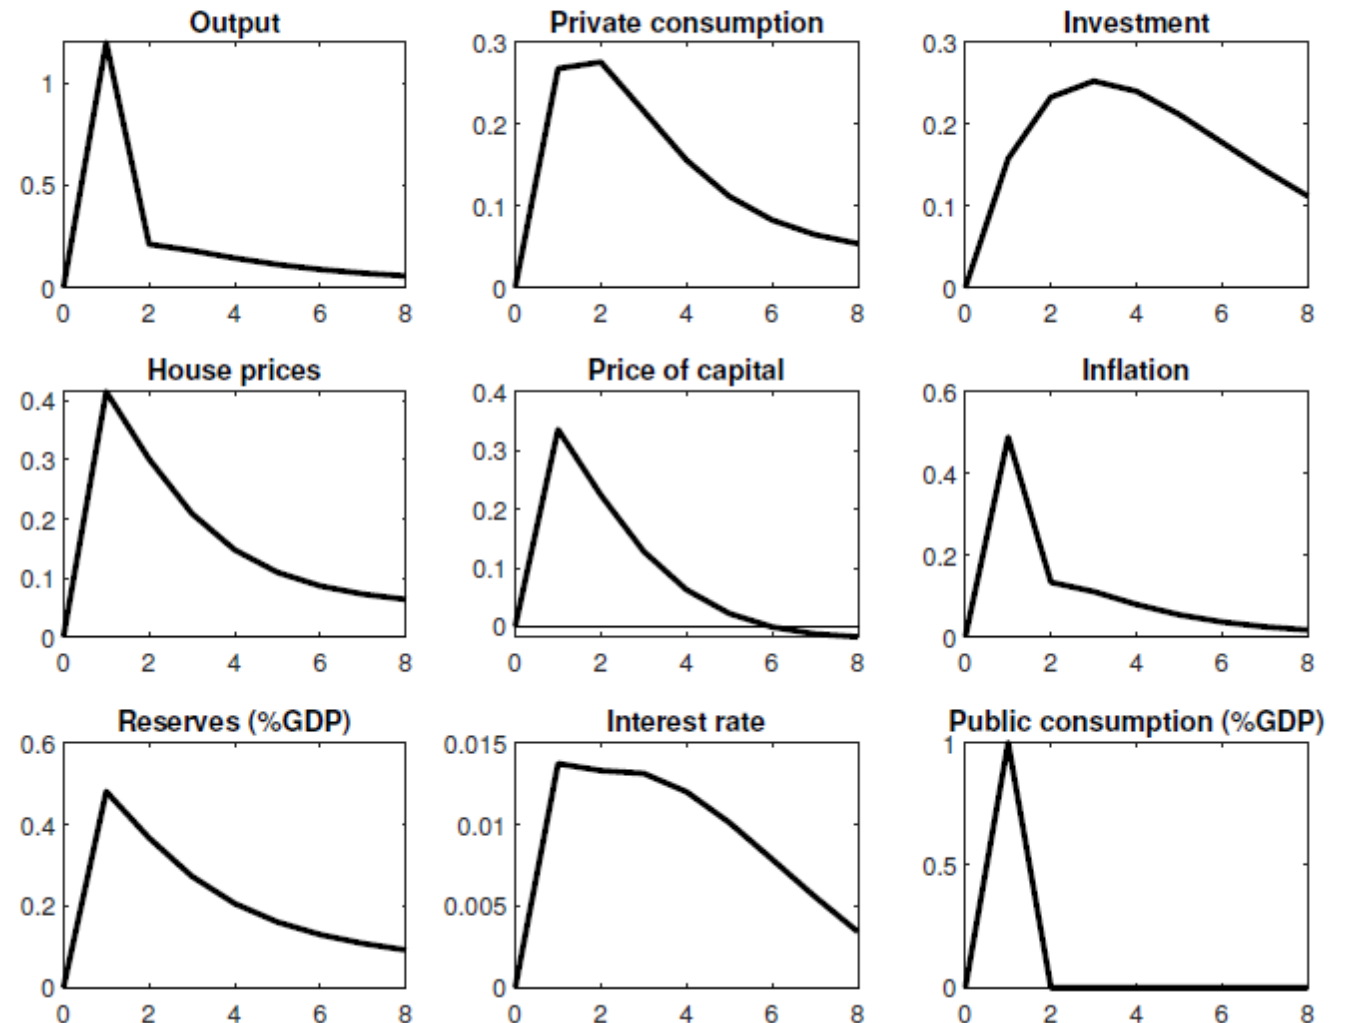 Output
1
0.5
0
0 2 4 6 8
Private consumption
0.3
0.2
0.1
0
0 2 4 6 8
Investment
0.3
0.2
0.1
0
0 2 4 6 8
House prices
0.4
0.3
0.2
0.1
0
0 2 4 6 8
Price of capital
0.4
0.3
0.2
0.1
0
0 2 4 6 8
Inflation
0.6
0.4
0.2
0
0 2 4 6 8
Reserves (%GDP)
0.6
0.4
0.2
0
0 2 4 6 8
Interest rate
0.015
0.01
0.005
0
0 2 4 6 8
Public consumption (%GDP)
1
0.5
0
0 2 4 6 8